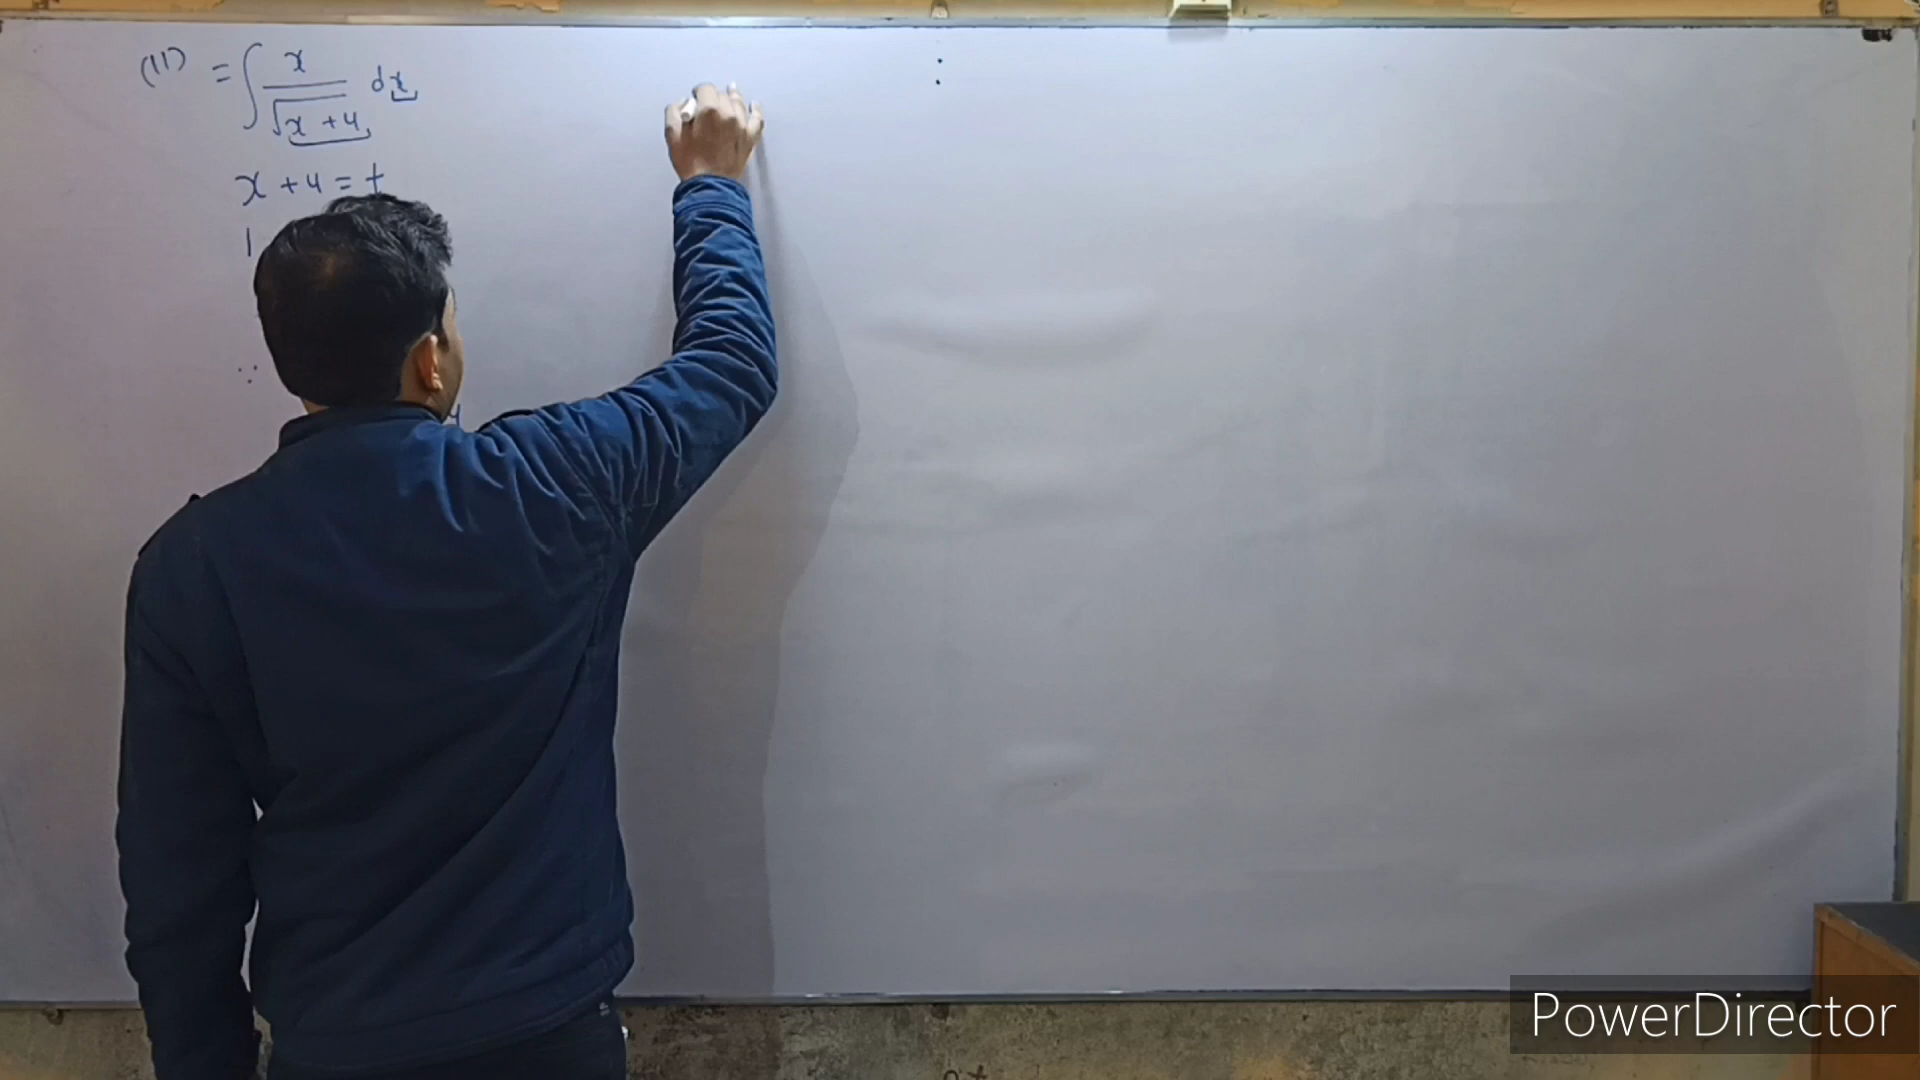 (11) = ∫ x / √(x + 4) dx
x + 4 = t
1
∵
PowerDirector